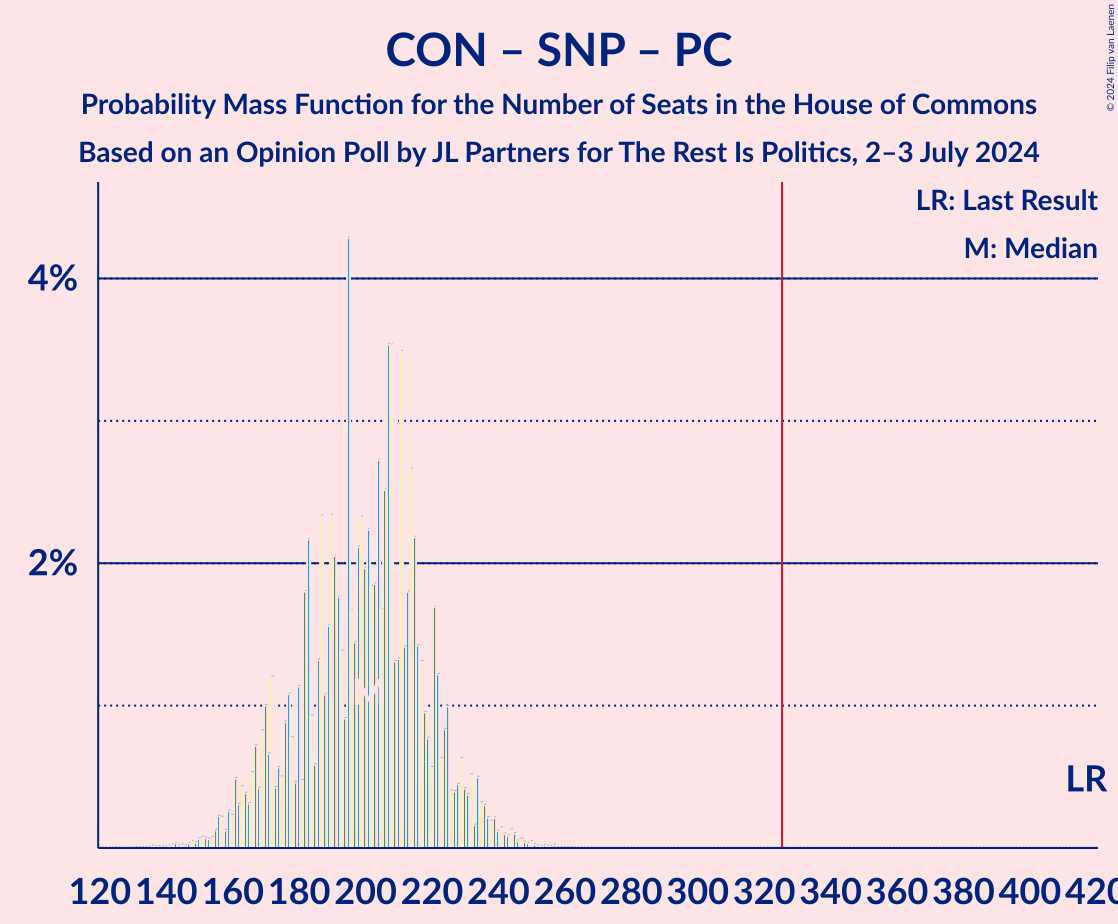 CON – SNP – PC
Probability Mass Function for the Number of Seats in the House of Commons
Based on an Opinion Poll by JL Partners for The Rest Is Politics, 2–3 July 2024
© 2024 Filip van Laenen
LR: Last Result
M: Median
4%
2%
M
LR
120 140 160 180 200 220 240 260 280 300 320 340 360 380 400 420